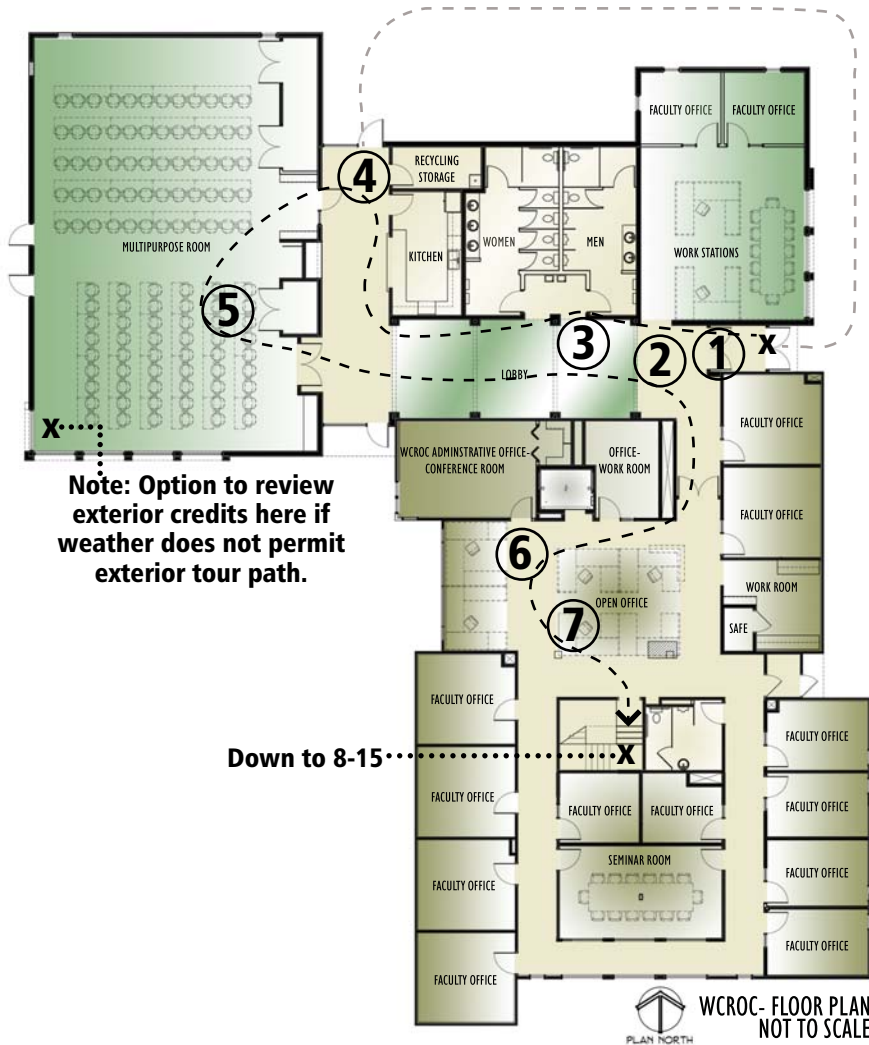 FACULTY OFFICE
FACULTY OFFICE
4
RECYCLING
STORAGE
MULTIPURPOSE ROOM
KITCHEN
WOMEN
MEN
WORK STATIONS
5
3
2
1
X
LOBBY
FACULTY OFFICE
X
WCROC ADMINSTRATIVE OFFICE-
CONFERENCE ROOM
OFFICE-
WORK ROOM
Note: Option to review
exterior credits here if
weather does not permit
exterior tour path.
FACULTY OFFICE
6
OPEN OFFICE
WORK ROOM
7
SAFE
FACULTY OFFICE
FACULTY OFFICE
Down to 8-15
X
FACULTY OFFICE
FACULTY OFFICE
FACULTY OFFICE
FACULTY OFFICE
SEMINAR ROOM
FACULTY OFFICE
FACULTY OFFICE
FACULTY OFFICE
FACULTY OFFICE
PLAN NORTH
WCROC- FLOOR PLAN
NOT TO SCALE